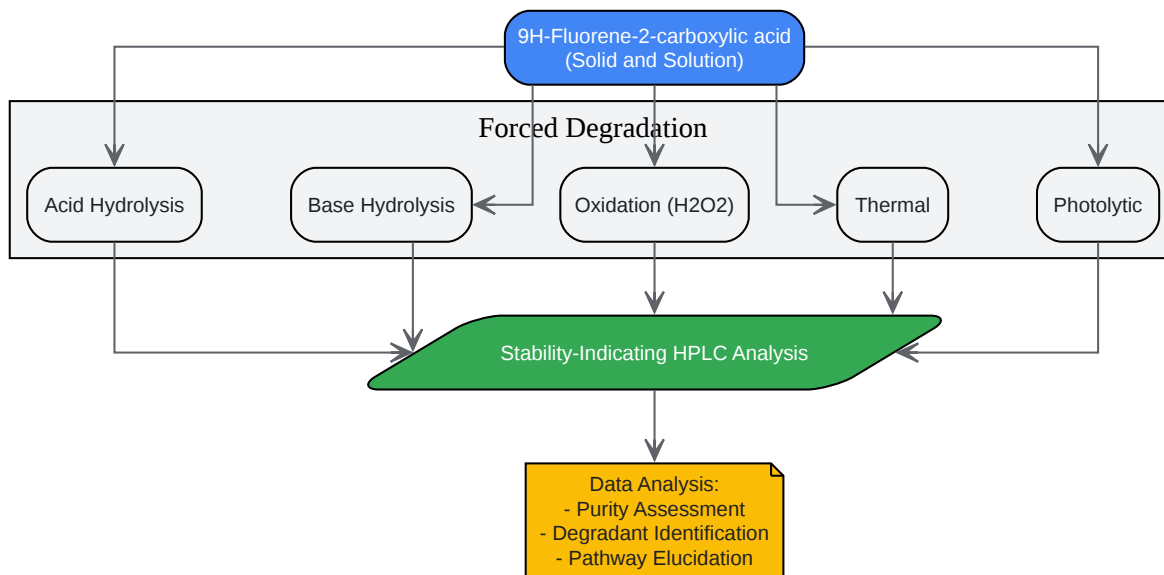 9H-Fluorene-2-carboxylic acid
(Solid and Solution)
Forced Degradation
Acid Hydrolysis
Base Hydrolysis
Oxidation (H2O2)
Thermal
Photolytic
Stability-Indicating HPLC Analysis
Data Analysis:
- Purity Assessment
- Degradant Identification
- Pathway Elucidation